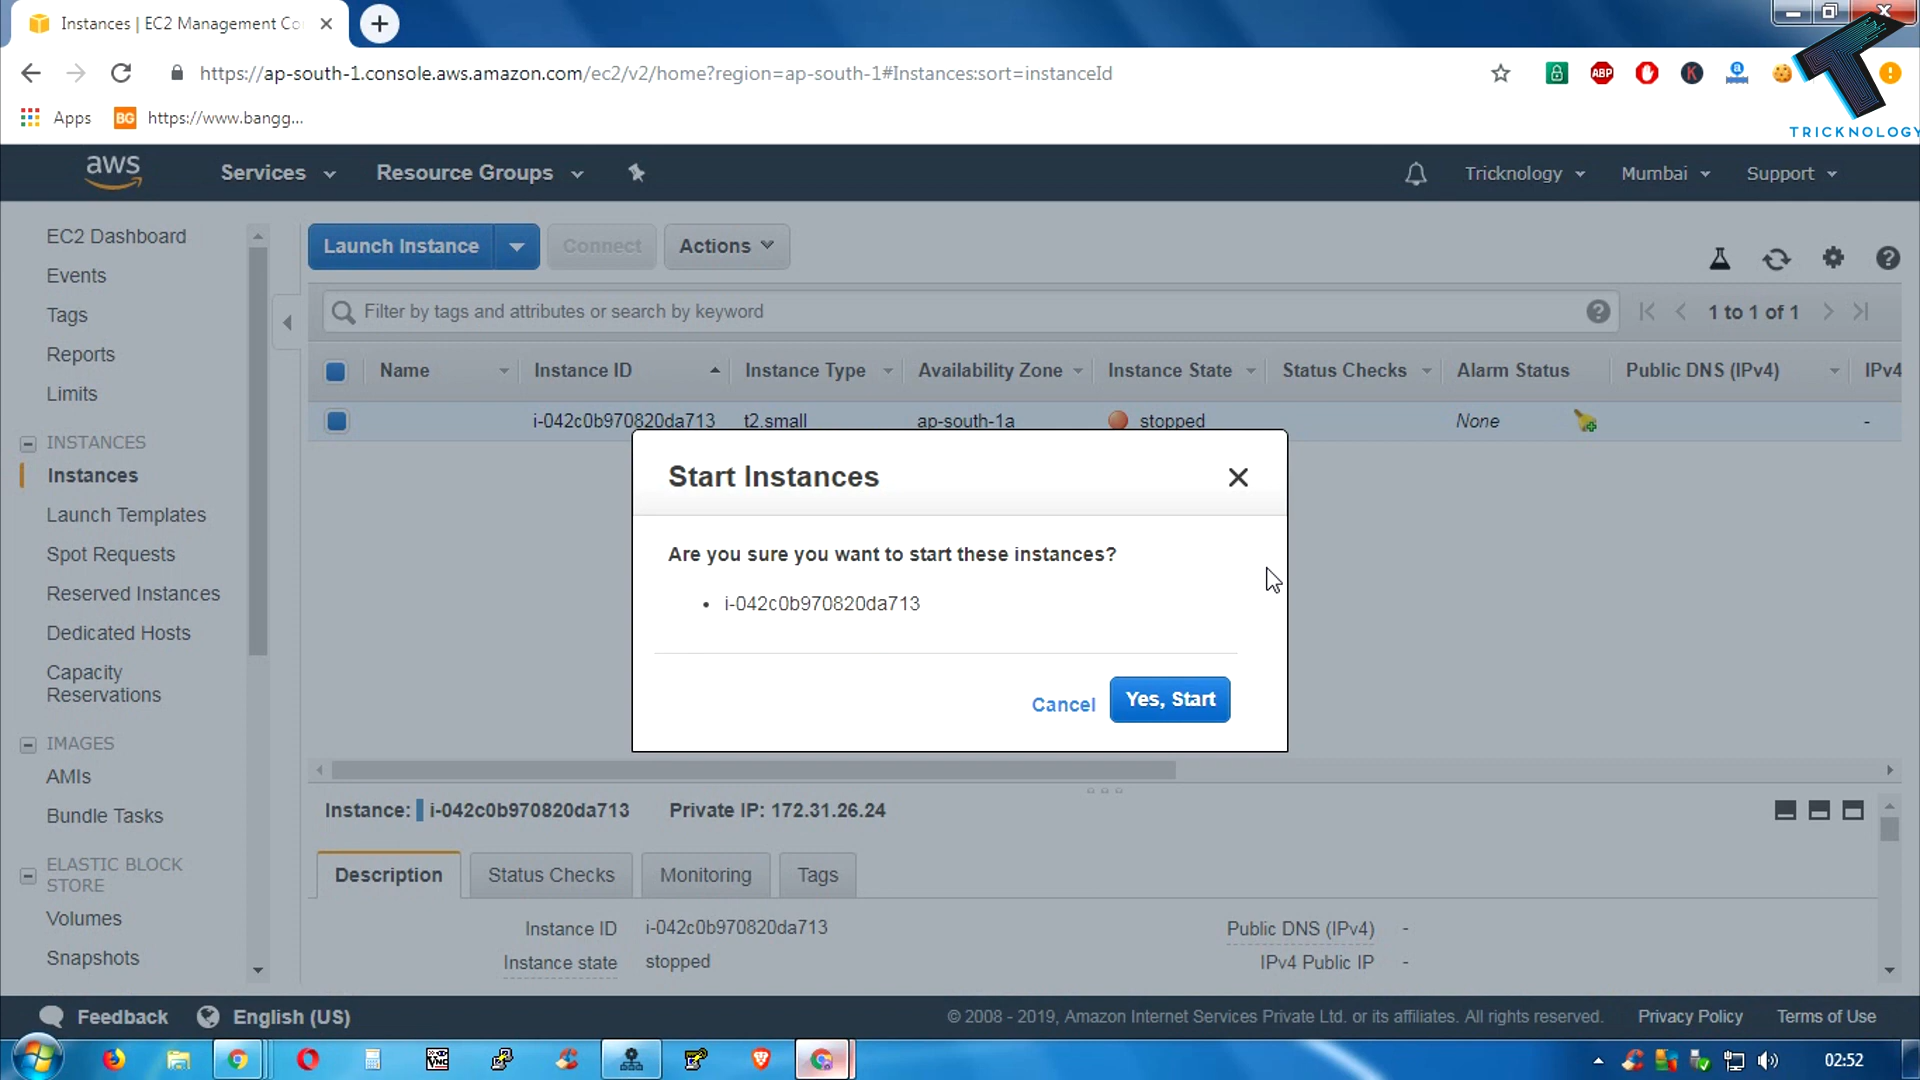 Instances | EC2 Management Co
https://ap-south-1.console.aws.amazon.com/ec2/v2/home?region=ap-south-1#Instances:sort=instanceId
ABP
K
a
Apps
BG
https://www.bangg...
TRICKNOLOGY
aws
Services
Resource Groups
Tricknology
Mumbai
Support
EC2 Dashboard
Events
Tags
Reports
Limits
INSTANCES
Instances
Launch Templates
Spot Requests
Reserved Instances
Dedicated Hosts
Capacity
Reservations
IMAGES
AMIs
Bundle Tasks
ELASTIC BLOCK
STORE
Volumes
Snapshots
Launch Instance
Connect
Actions
Filter by tags and attributes or search by keyword
1 to 1 of 1
Name
Instance ID
Instance Type
Availability Zone
Instance State
Status Checks
Alarm Status
Public DNS (IPv4)
IPv4
i-042c0b970820da713
t2.small
ap-south-1a
stopped
None
-
Start Instances
Are you sure you want to start these instances?
• i-042c0b970820da713
Cancel
Yes, Start
Instance: i-042c0b970820da713
Private IP: 172.31.26.24
Description
Status Checks
Monitoring
Tags
Instance ID
i-042c0b970820da713
Public DNS (IPv4)
-
Instance state
stopped
IPv4 Public IP
-
Feedback
English (US)
© 2008 - 2019, Amazon Internet Services Private Ltd. or its affiliates. All rights reserved.
Privacy Policy
Terms of Use
VNC
02:52